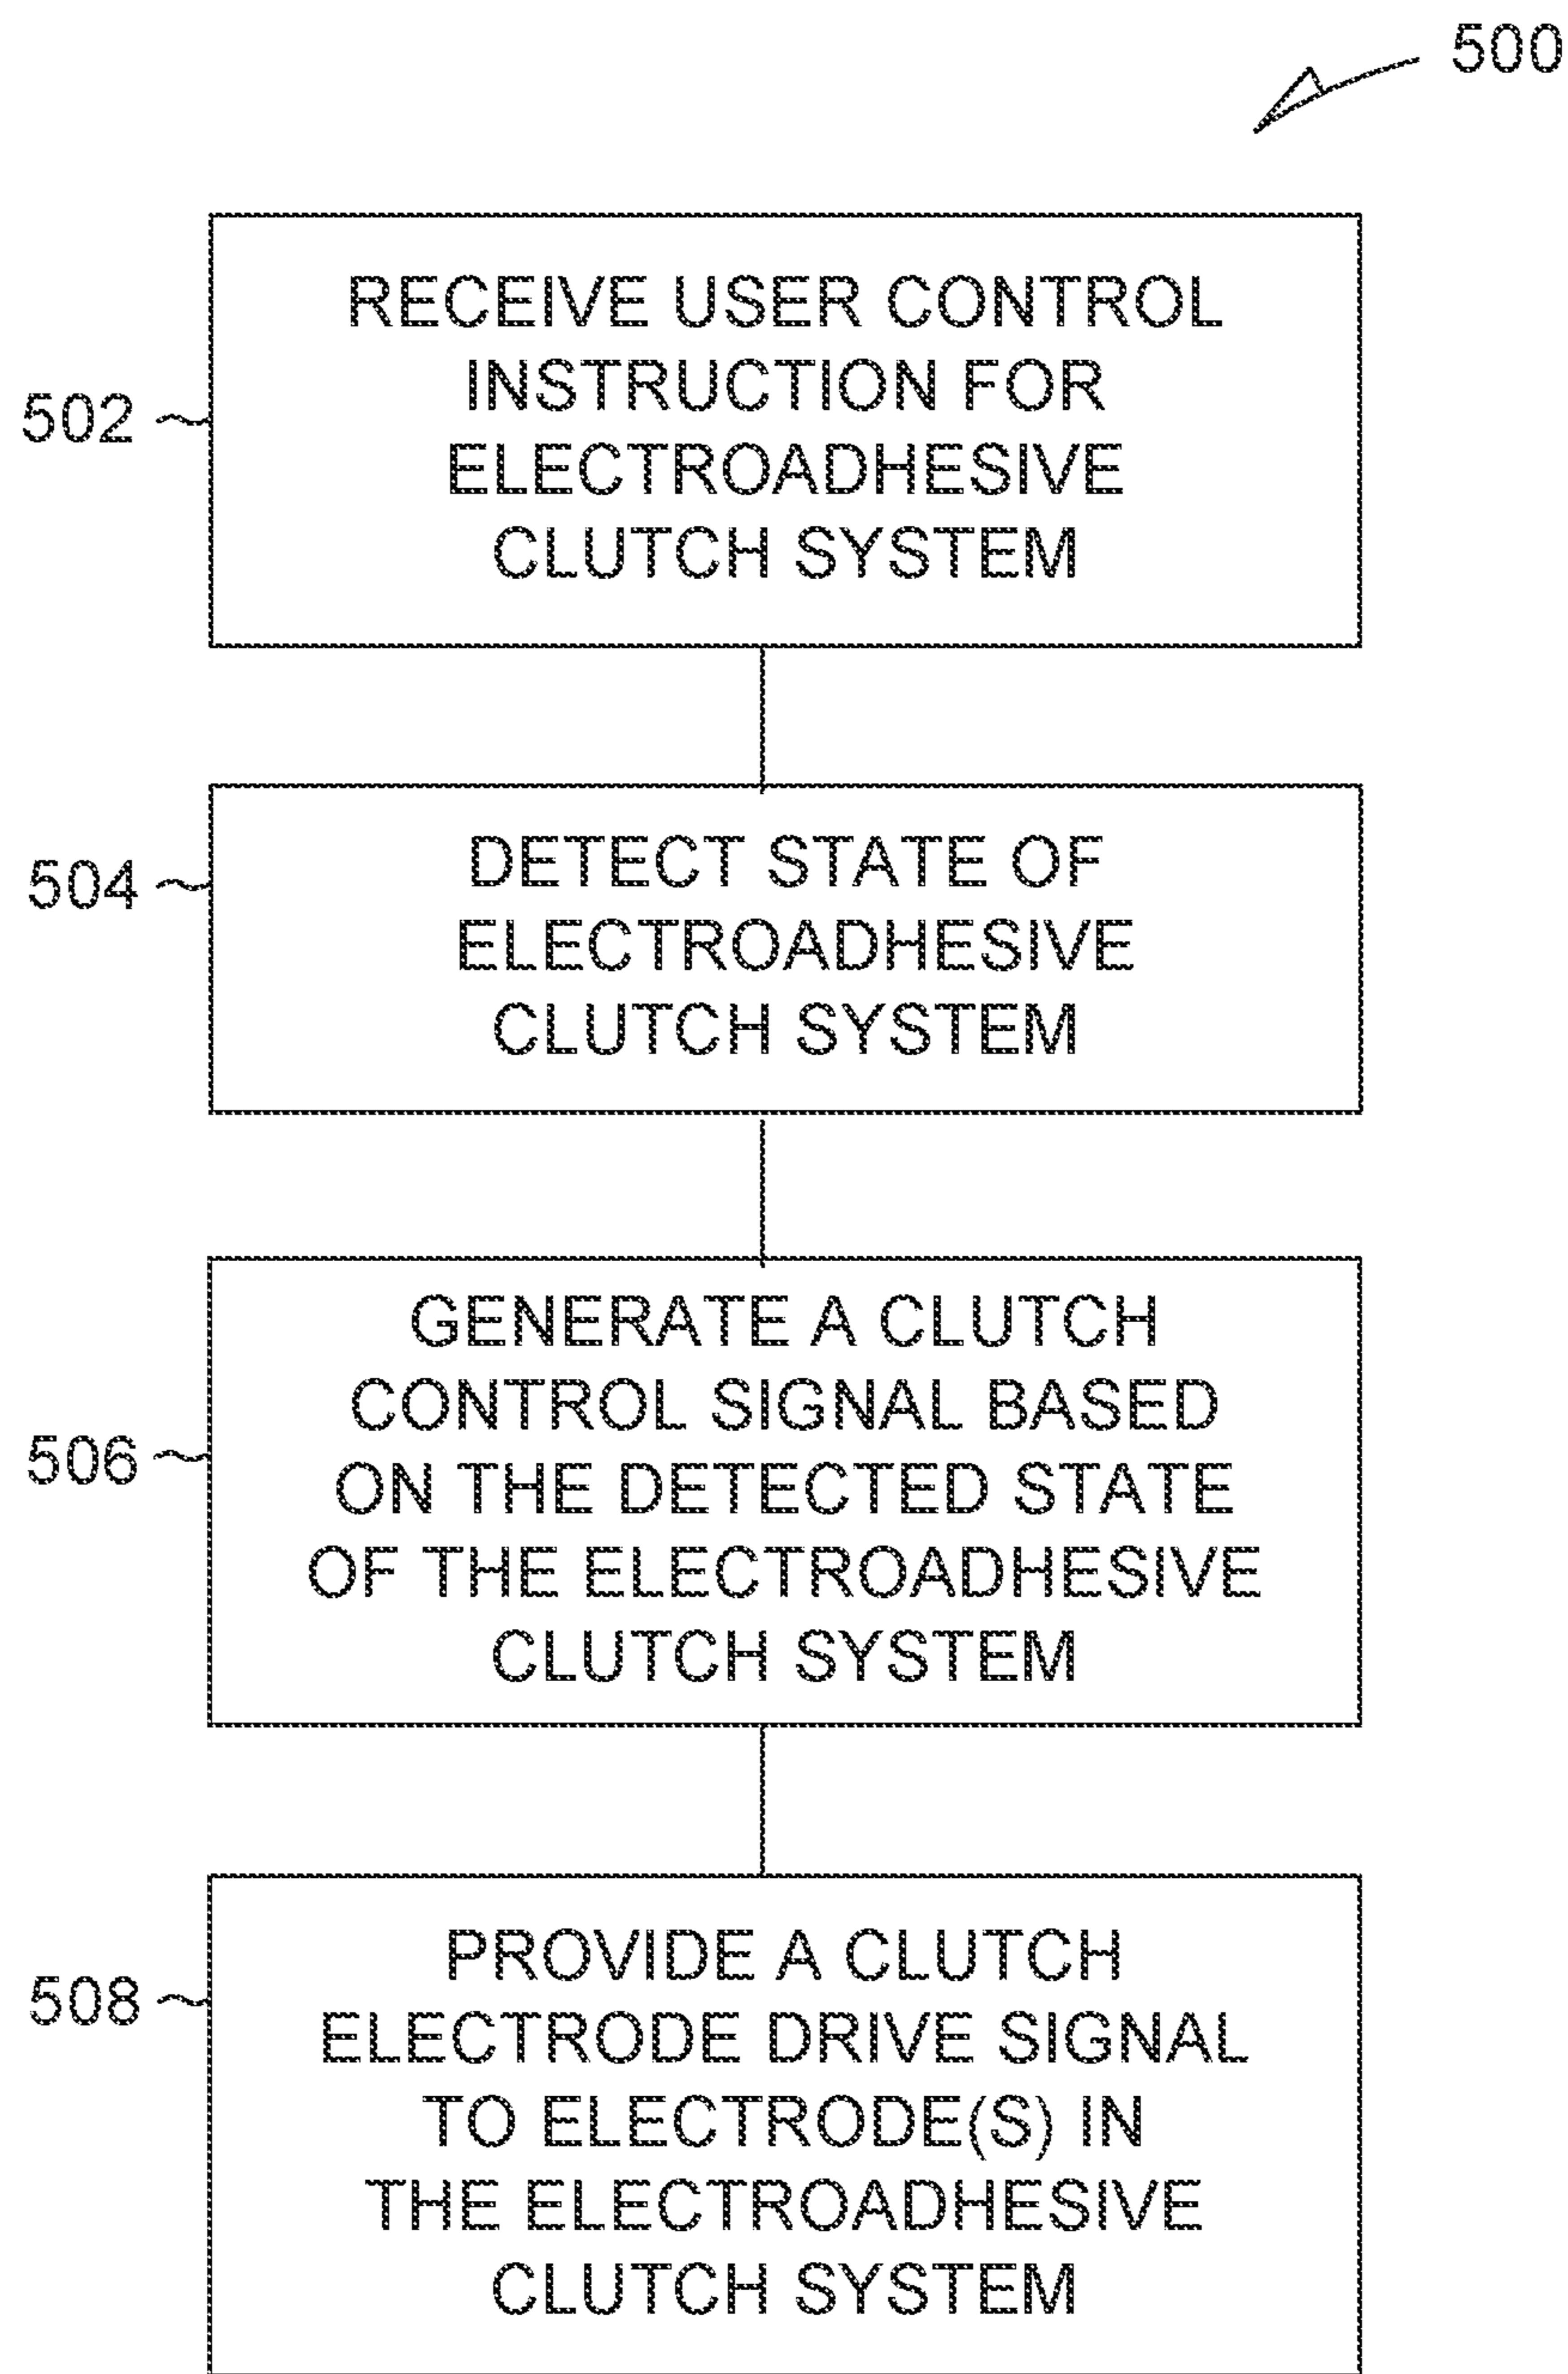 500
RECEIVE USER CONTROL
INSTRUCTION FOR
ELECTROADHESIVE
CLUTCH SYSTEM
502
DETECT STATE OF
ELECTROADHESIVE
CLUTCH SYSTEM
504
GENERATE A CLUTCH
CONTROL SIGNAL BASED
ON THE DETECTED STATE
OF THE ELECTROADHESIVE
CLUTCH SYSTEM
506
PROVIDE A CLUTCH
ELECTRODE DRIVE SIGNAL
TO ELECTRODE(S) IN
THE ELECTROADHESIVE
CLUTCH SYSTEM
508